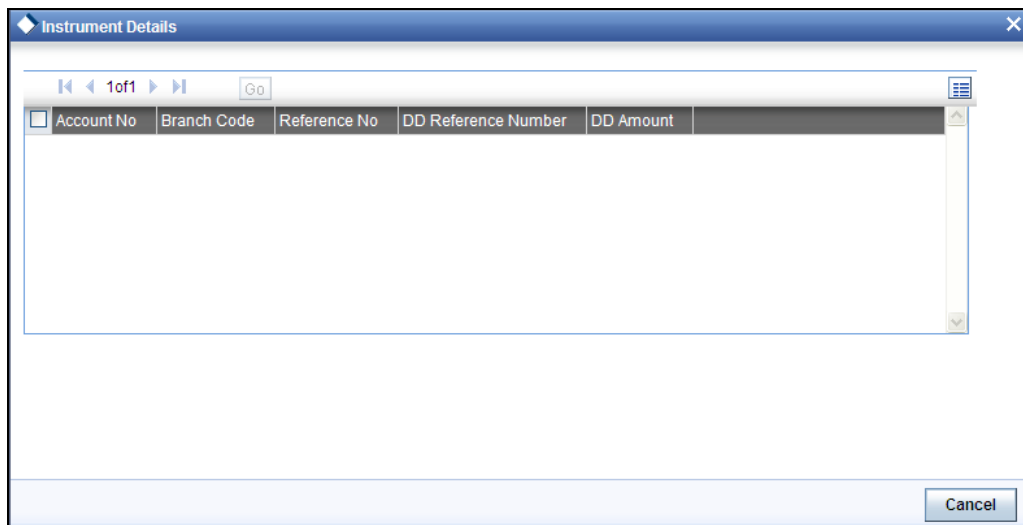 Instrument Details
1of1 Go
Account No Branch Code Reference No DD Reference Number DD Amount
Cancel